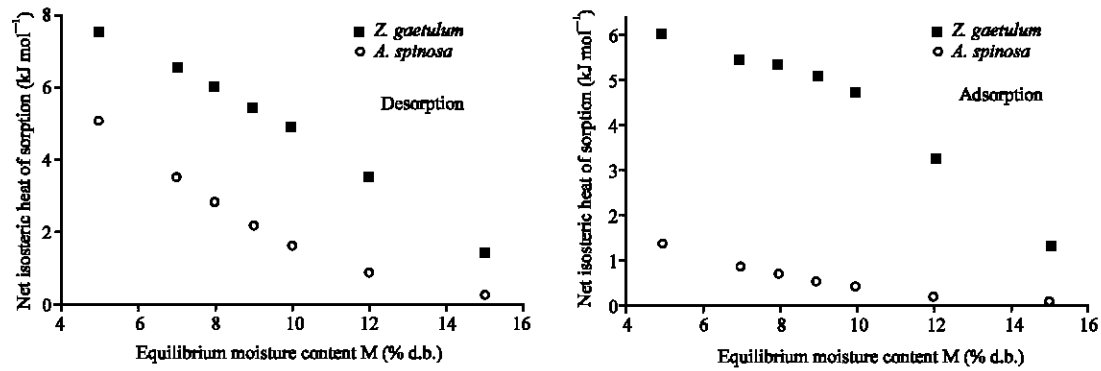 Net isosteric heat of sorption (kJ mol⁻¹)
8
6
4
2
0
Z. gaetulum
A. spinosa
Desorption
4 6 8 10 12 14 16
Equilibrium moisture content M (% d.b.)
Net isosteric heat of sorption (kJ mol⁻¹)
6
5
4
3
2
1
0
Z. gaetulum
A. spinosa
Adsorption
4 6 8 10 12 14 16
Equilibrium moisture content M (% d.b.)